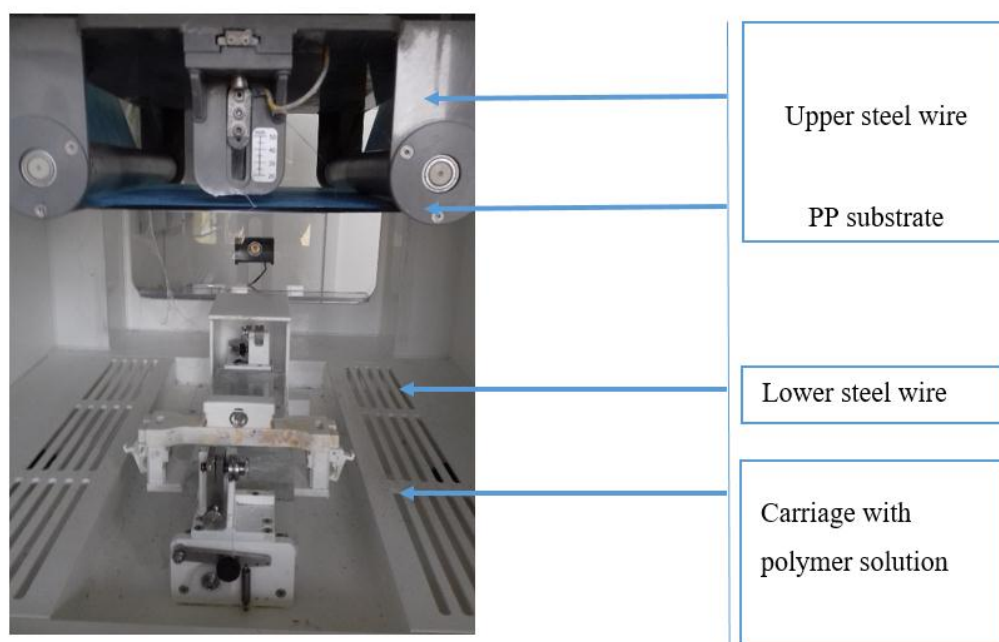 Upper steel wire
PP substrate
Lower steel wire
Carriage with
polymer solution